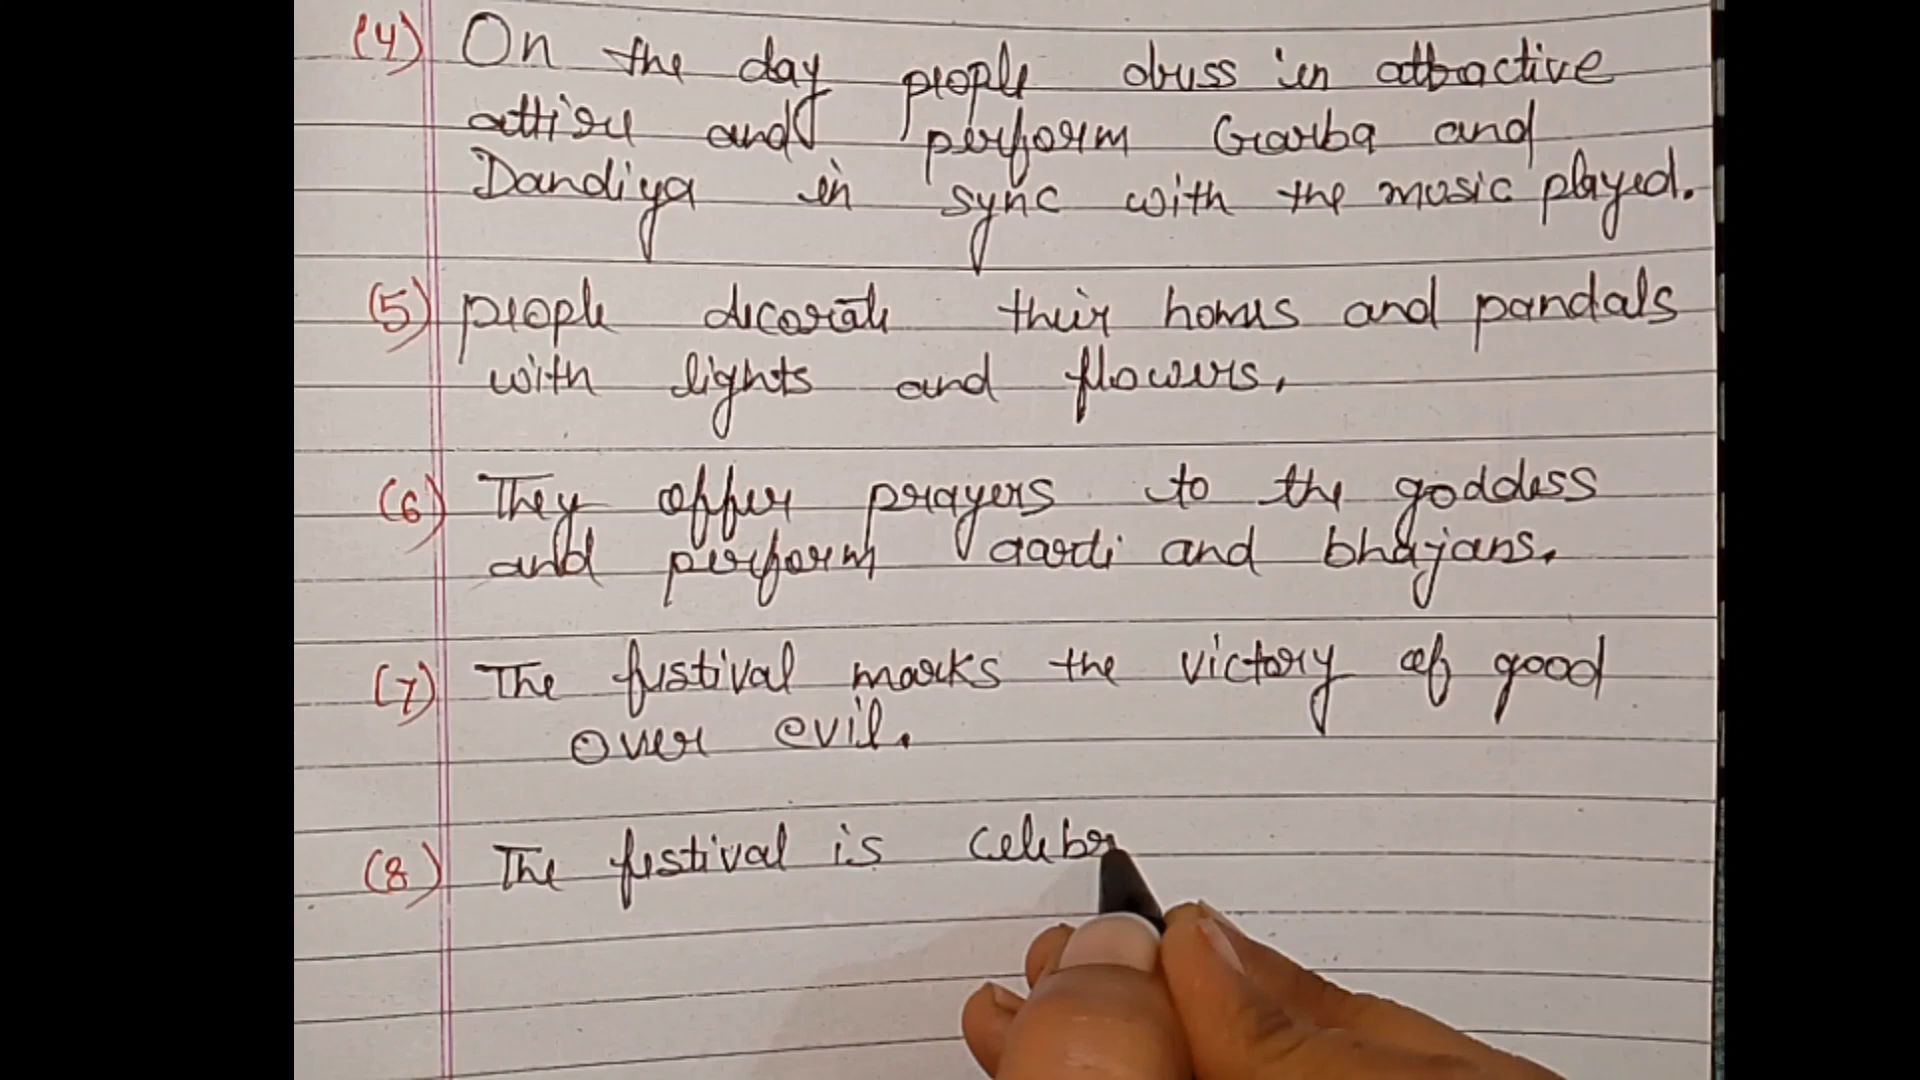 (4) On the day people dress in attractive
attire and perform Garba and
Dandiya in sync with the music played.
(5) people decorate their homes and pandals
with lights and flowers.
(6) They offer prayers to the goddess
and perform aarti and bhajans.
(7) The festival marks the victory of good
over evil.
(8) The festival is celebr